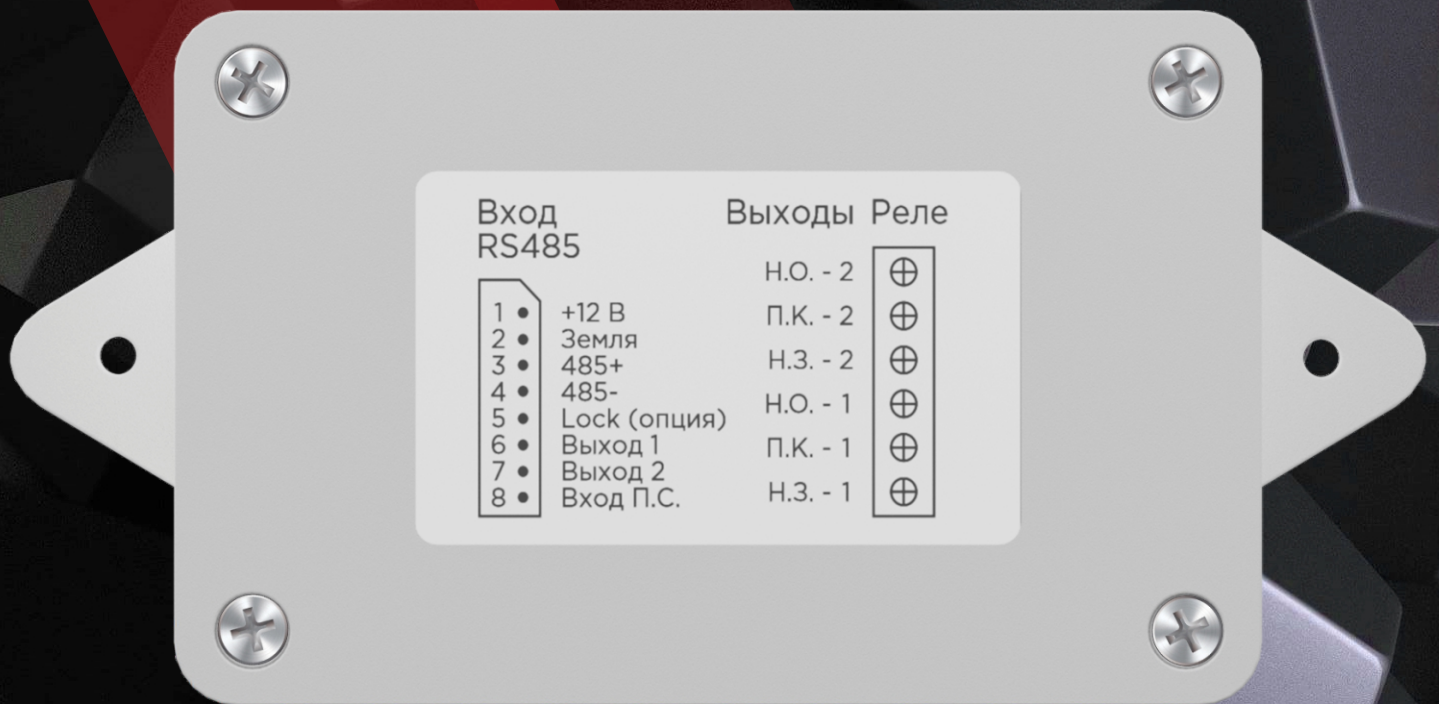 Вход
RS485
1 +12 В
2 Земля
3 485+
4 485-
5 Lock (опция)
6 Выход 1
7 Выход 2
8 Вход П.С.
Выходы Реле
Н.О. - 2
П.К. - 2
Н.З. - 2
Н.О. - 1
П.К. - 1
Н.З. - 1